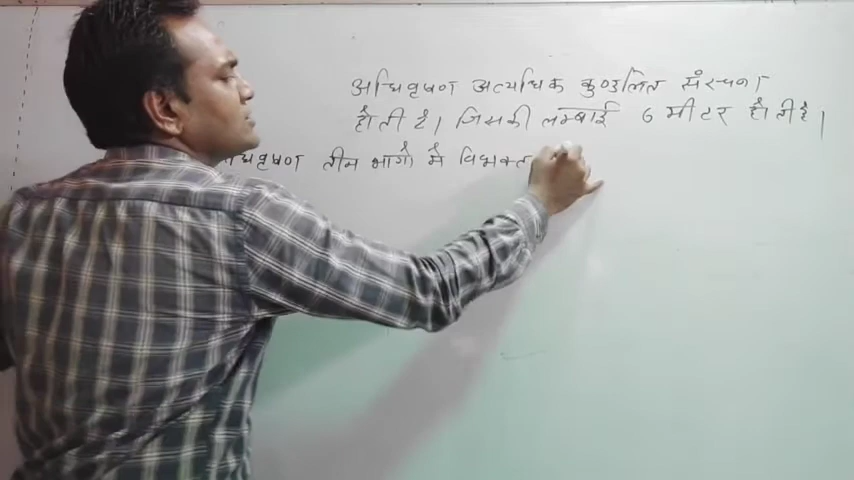 अधिवृषण अत्यधिक कुण्डलित संरचना
होती है। जिसकी लम्बाई 6 मीटर होती है।
धिवृषण तीन भागों में विभक्त